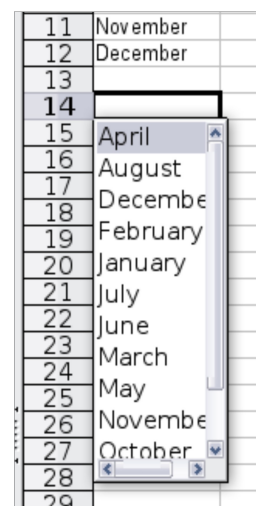 11 November
12 December
13
14
15 April
16 August
17 Decembe
18 February
19 January
20 July
21 June
22 March
23 May
24 Novembe
25 October
26
27
28
29